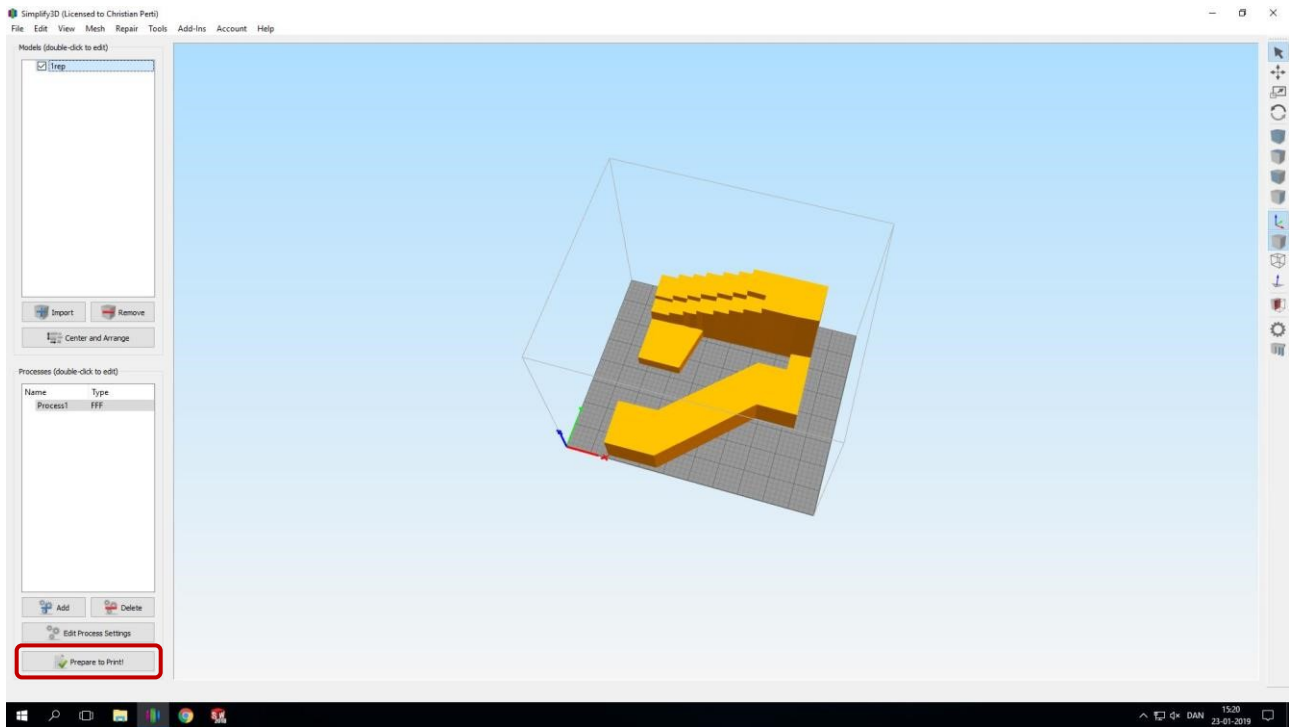 Simplify3D (Licensed to Christian Perti)
File Edit View Mesh Repair Tools Add-Ins Account Help
Models (double-click to edit)
1rep
Import Remove
Center and Arrange
Processes (double-click to edit)
Name Type
Process1 FFF
Add Delete
Edit Process Settings
Prepare to Print!
2018
DAN
15:20
23-01-2019